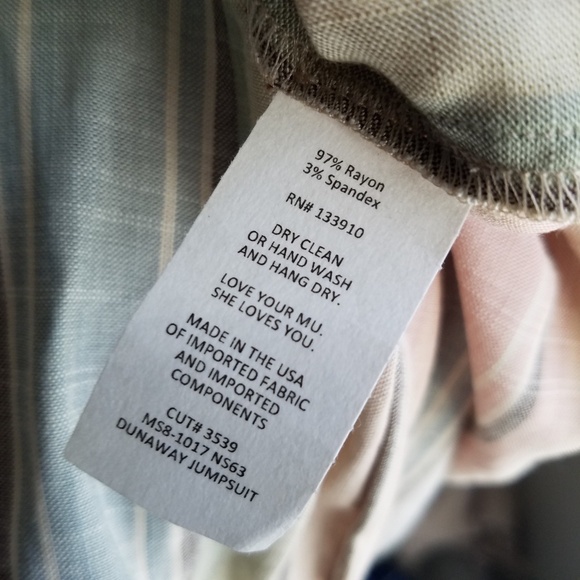 97% Rayon
3% Spandex
RN# 133910
DRY CLEAN
OR HAND WASH
AND HANG DRY.
LOVE YOUR MU.
SHE LOVES YOU.
MADE IN THE USA
OF IMPORTED FABRIC
AND IMPORTED
COMPONENTS
CUT# 3539
MS8-1017 NS63
DUNAWAY JUMPSUIT